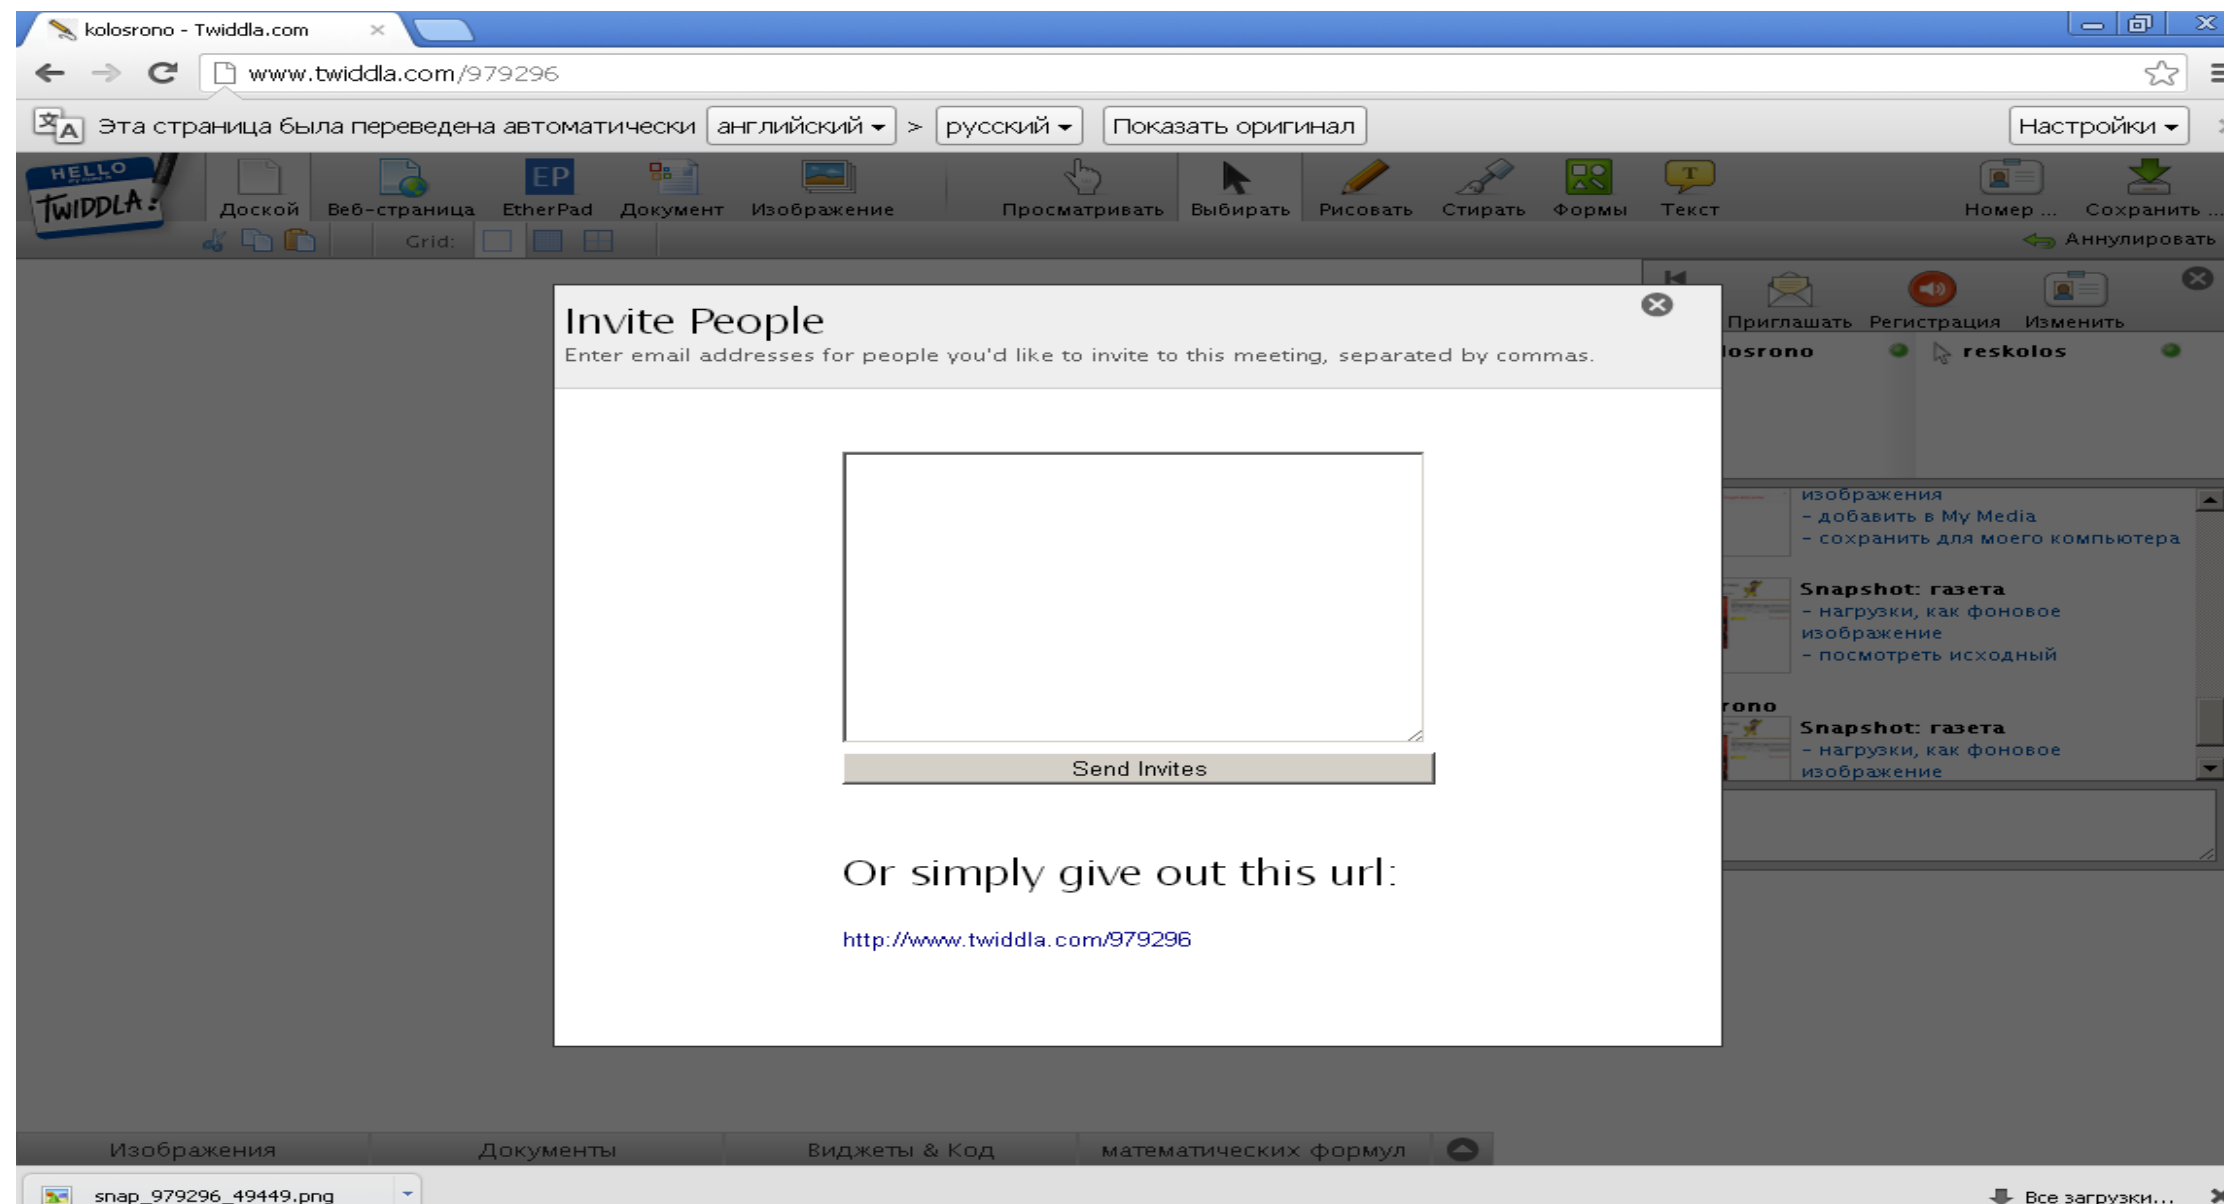 kolosrono - Twiddla.com
www.twiddla.com/979296
Эта страница была переведена автоматически английский > русский Показать оригинал Настройки
HELLO
TWIDDLA!
Доской Веб-страница EtherPad Документ Изображение Просматривать Выбирать Рисовать Стирать Формы Текст Номер ... Сохранить ...
Grid: Аннулировать
Invite People
Enter email addresses for people you'd like to invite to this meeting, separated by commas.
Send Invites
Or simply give out this url:
http://www.twiddla.com/979296
Приглашать Регистрация Изменить
losrono reskolos
изображения
- добавить в My Media
- сохранить для моего компьютера
Snapshot: газета
- нагрузки, как фоновое
изображение
- посмотреть исходный
rono
Snapshot: газета
- нагрузки, как фоновое
изображение
Изображения Документы Виджеты & Код математических формул
snap_979296_49449.png Все загрузки...